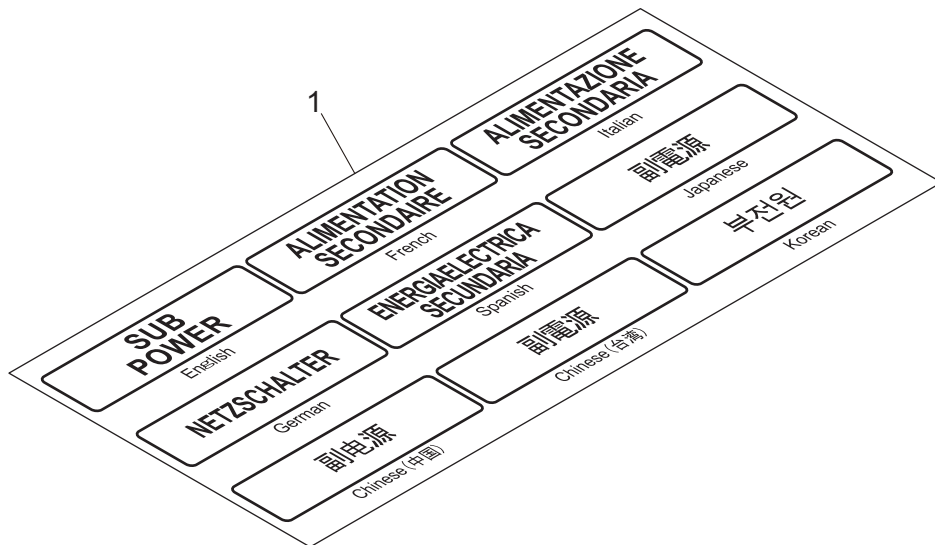 1
SUB
POWER
English
ALIMENTATION
SECONDAIRE
French
ALIMENTAZIONE
SECONDARIA
Italian
NETZSCHALTER
German
ENERGIAELECTRICA
SECUNDARIA
Spanish
副電源
Japanese
副电源
Chinese(中国)
副電源
Chinese(台湾)
부전원
Korean